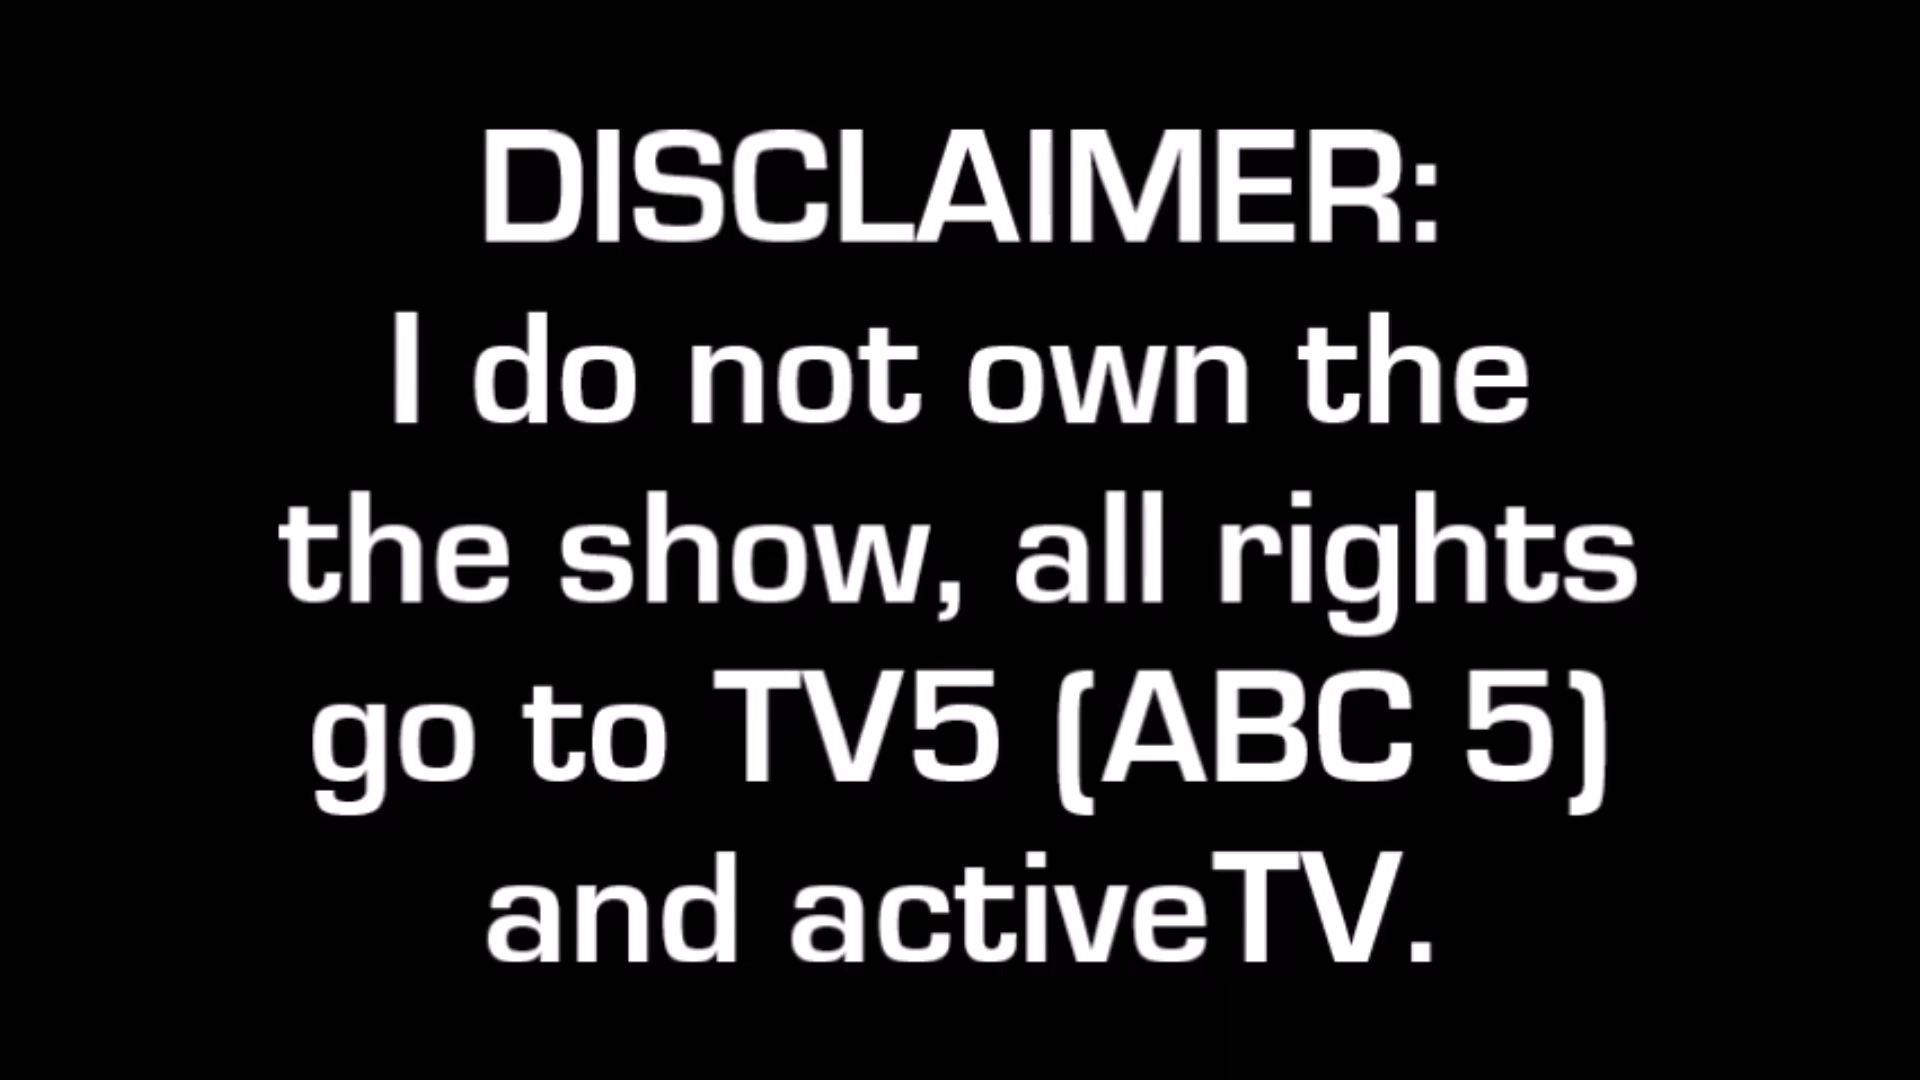 DISCLAIMER:
I do not own the
the show, all rights
go to TV5 (ABC 5)
and activeTV.